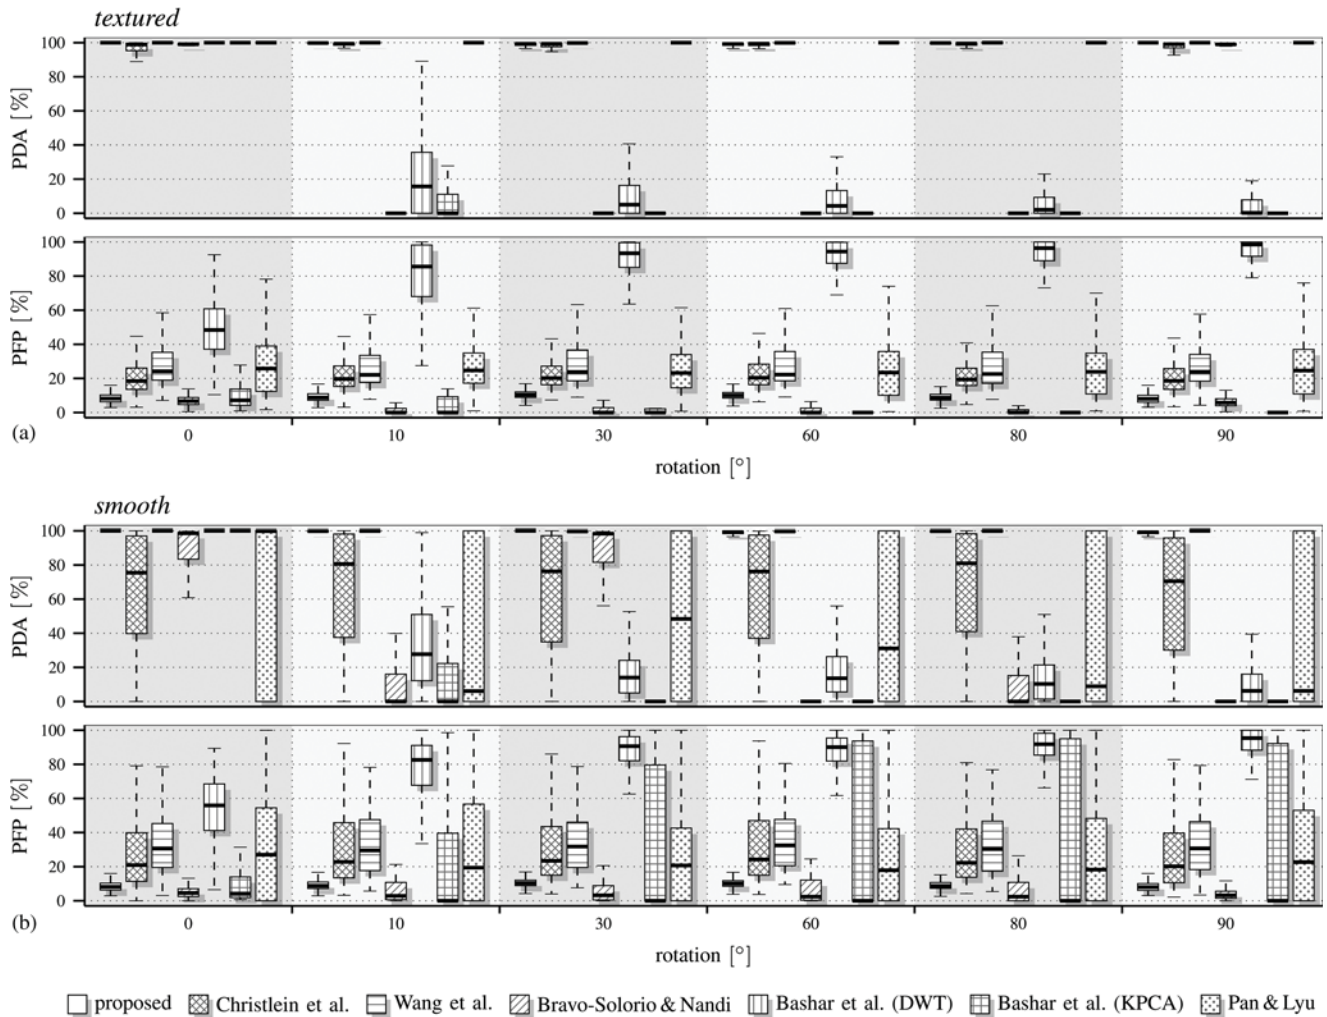 textured
100
80
60
40
20
0
PDA [%]
100
80
60
40
20
0
PFP [%]
(a)
0 10 30 60 80 90
rotation [°]
smooth
100
80
60
40
20
0
PDA [%]
100
80
60
40
20
0
PFP [%]
(b)
0 10 30 60 80 90
rotation [°]
proposed Christlein et al. Wang et al. Bravo-Solorio & Nandi Bashar et al. (DWT) Bashar et al. (KPCA) Pan & Lyu